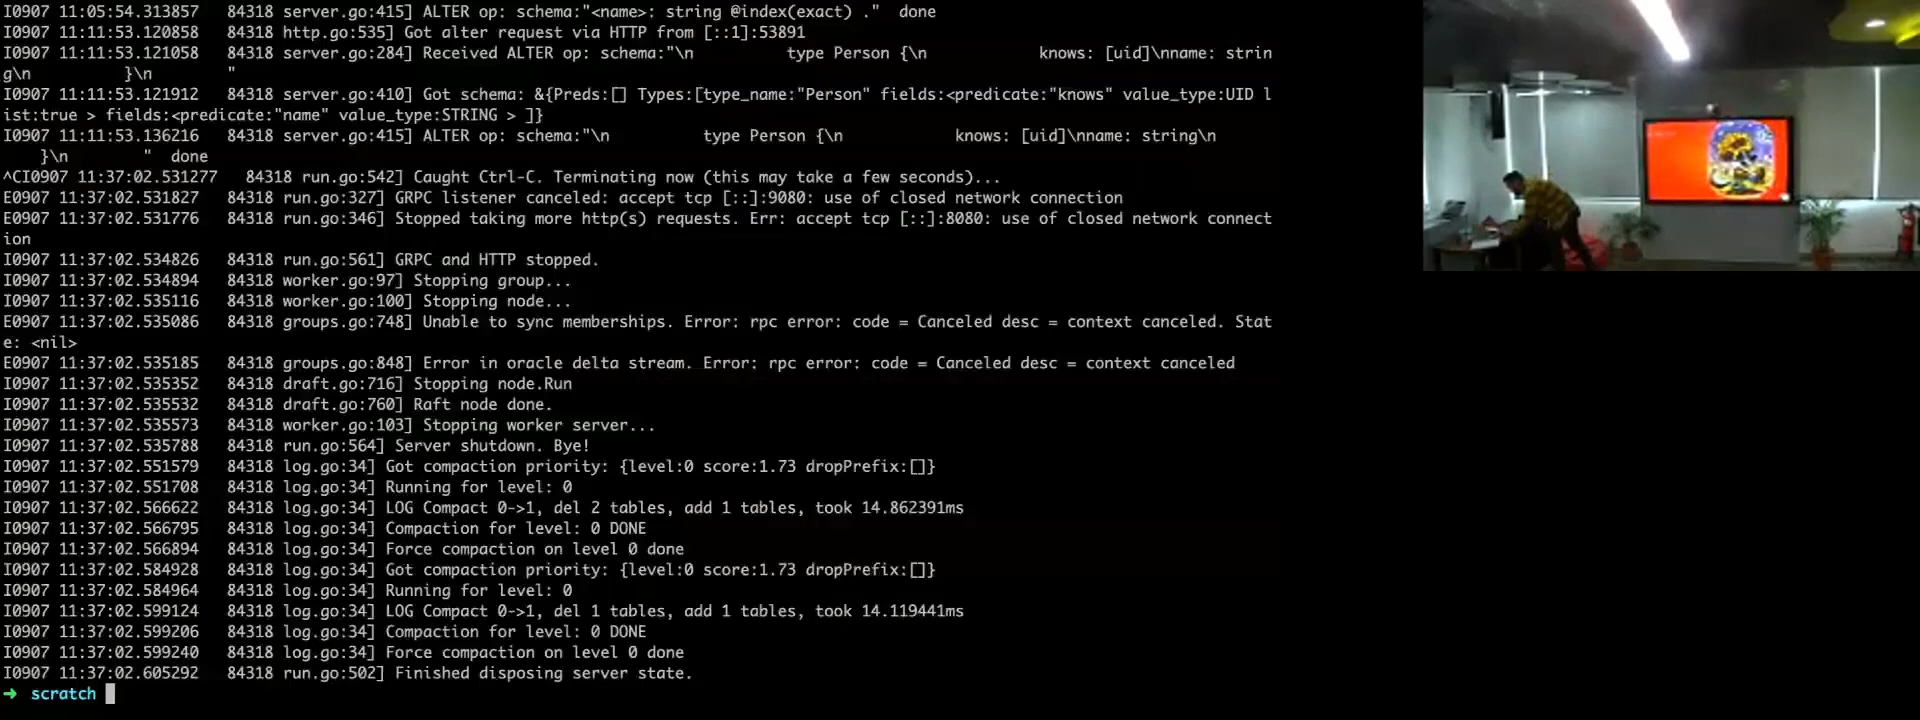 I0907 11:05:54.313857   84318 server.go:415] ALTER op: schema:"<name>: string @index(exact) ."  done
I0907 11:11:53.120858   84318 http.go:535] Got alter request via HTTP from [::1]:53891
I0907 11:11:53.121058   84318 server.go:284] Received ALTER op: schema:"\n          type Person {\n            knows: [uid]\nname: strin
g\n          }\n        "
I0907 11:11:53.121912   84318 server.go:410] Got schema: &{Preds:[] Types:[type_name:"Person" fields:<predicate:"knows" value_type:UID l
ist:true > fields:<predicate:"name" value_type:STRING > ]}
I0907 11:11:53.136216   84318 server.go:415] ALTER op: schema:"\n          type Person {\n            knows: [uid]\nname: string\n
    }\n        "  done
^CI0907 11:37:02.531277   84318 run.go:542] Caught Ctrl-C. Terminating now (this may take a few seconds)...
E0907 11:37:02.531827   84318 run.go:327] GRPC listener canceled: accept tcp [::]:9080: use of closed network connection
E0907 11:37:02.531776   84318 run.go:346] Stopped taking more http(s) requests. Err: accept tcp [::]:8080: use of closed network connect
ion
I0907 11:37:02.534826   84318 run.go:561] GRPC and HTTP stopped.
I0907 11:37:02.534894   84318 worker.go:97] Stopping group...
I0907 11:37:02.535116   84318 worker.go:100] Stopping node...
E0907 11:37:02.535086   84318 groups.go:748] Unable to sync memberships. Error: rpc error: code = Canceled desc = context canceled. Stat
e: <nil>
E0907 11:37:02.535185   84318 groups.go:848] Error in oracle delta stream. Error: rpc error: code = Canceled desc = context canceled
I0907 11:37:02.535352   84318 draft.go:716] Stopping node.Run
I0907 11:37:02.535532   84318 draft.go:760] Raft node done.
I0907 11:37:02.535573   84318 worker.go:103] Stopping worker server...
I0907 11:37:02.535788   84318 run.go:564] Server shutdown. Bye!
I0907 11:37:02.551579   84318 log.go:34] Got compaction priority: {level:0 score:1.73 dropPrefix:[]}
I0907 11:37:02.551708   84318 log.go:34] Running for level: 0
I0907 11:37:02.566622   84318 log.go:34] LOG Compact 0->1, del 2 tables, add 1 tables, took 14.862391ms
I0907 11:37:02.566795   84318 log.go:34] Compaction for level: 0 DONE
I0907 11:37:02.566894   84318 log.go:34] Force compaction on level 0 done
I0907 11:37:02.584928   84318 log.go:34] Got compaction priority: {level:0 score:1.73 dropPrefix:[]}
I0907 11:37:02.584964   84318 log.go:34] Running for level: 0
I0907 11:37:02.599124   84318 log.go:34] LOG Compact 0->1, del 1 tables, add 1 tables, took 14.119441ms
I0907 11:37:02.599206   84318 log.go:34] Compaction for level: 0 DONE
I0907 11:37:02.599240   84318 log.go:34] Force compaction on level 0 done
I0907 11:37:02.605292   84318 run.go:502] Finished disposing server state.
➜ scratch